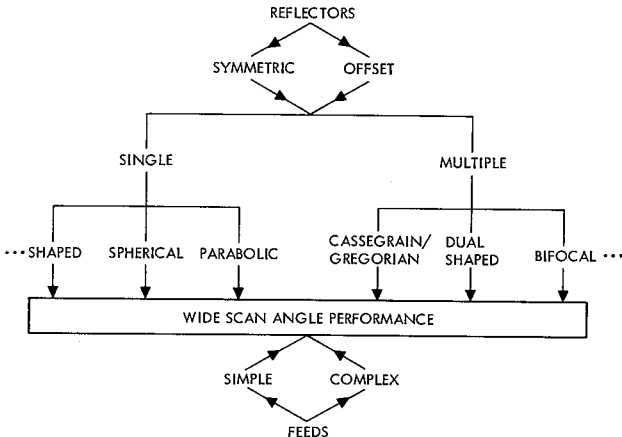 REFLECTORS
SYMMETRIC OFFSET
SINGLE MULTIPLE
···SHAPED SPHERICAL PARABOLIC CASSEGRAIN/ GREGORIAN DUAL SHAPED BIFOCAL ···
WIDE SCAN ANGLE PERFORMANCE
SIMPLE COMPLEX
FEEDS